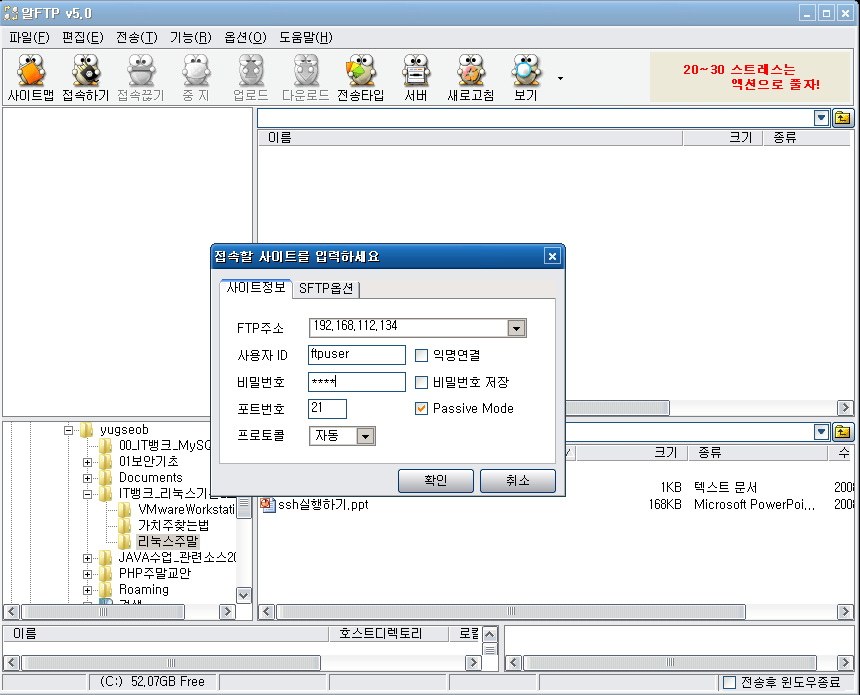 알FTP v5.0
파일(F) 편집(E) 전송(T) 기능(R) 옵션(O) 도움말(H)
사이트맵 접속하기 접속끊기 중 지 업로드 다운로드 전송타입 서버 새로고침 보기
20~30 스트레스는
액션으로 풀자!
이름 크기 종류
접속할 사이트를 입력하세요
사이트정보 SFTP옵션
FTP주소 192.168.112.134
사용자 ID ftpuser 익명연결
비밀번호 **** 비밀번호 저장
포트번호 21 Passive Mode
프로토콜 자동
확인 취소
yugseob
00_IT뱅크_MySQ
01보안기초
Documents
IT뱅크_리눅스기
VMwareWorkstati
가치주찾는법
리눅스주말
JAVA수업_관련소스20
PHP주말교안
Roaming
검색
크기 종류 수
1KB 텍스트 문서 200
ssh실행하기.ppt 168KB Microsoft PowerPoi... 200
이름 호스트디렉토리 로컬
(C:) 52.07GB Free 전송후 윈도우종료